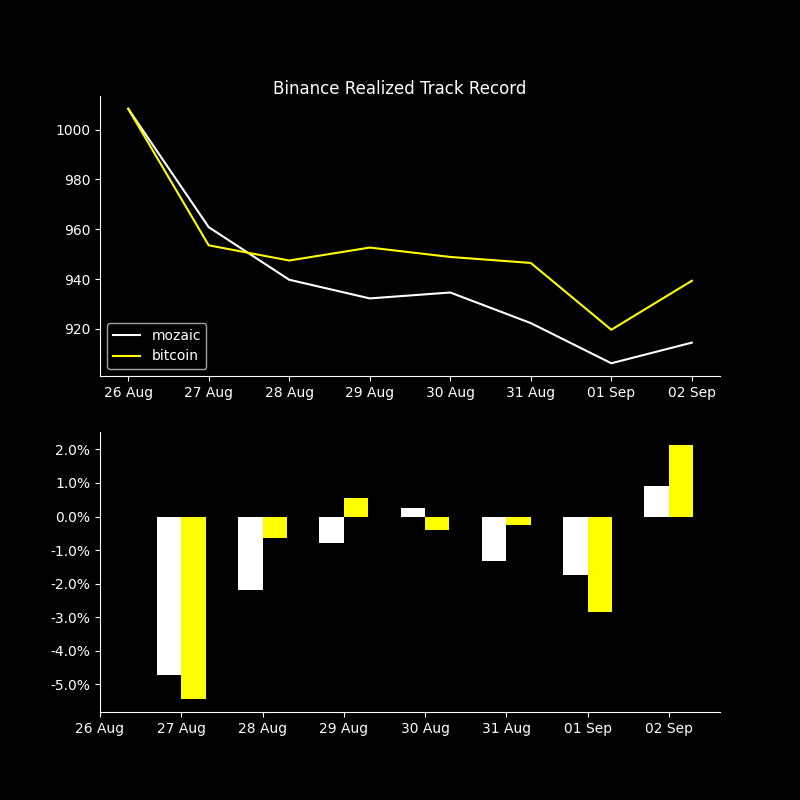 Binance Realized Track Record
1000
980
960
940
920
mozaic
bitcoin
26 Aug 27 Aug 28 Aug 29 Aug 30 Aug 31 Aug 01 Sep 02 Sep
2.0%
1.0%
0.0%
-1.0%
-2.0%
-3.0%
-4.0%
-5.0%
26 Aug 27 Aug 28 Aug 29 Aug 30 Aug 31 Aug 01 Sep 02 Sep